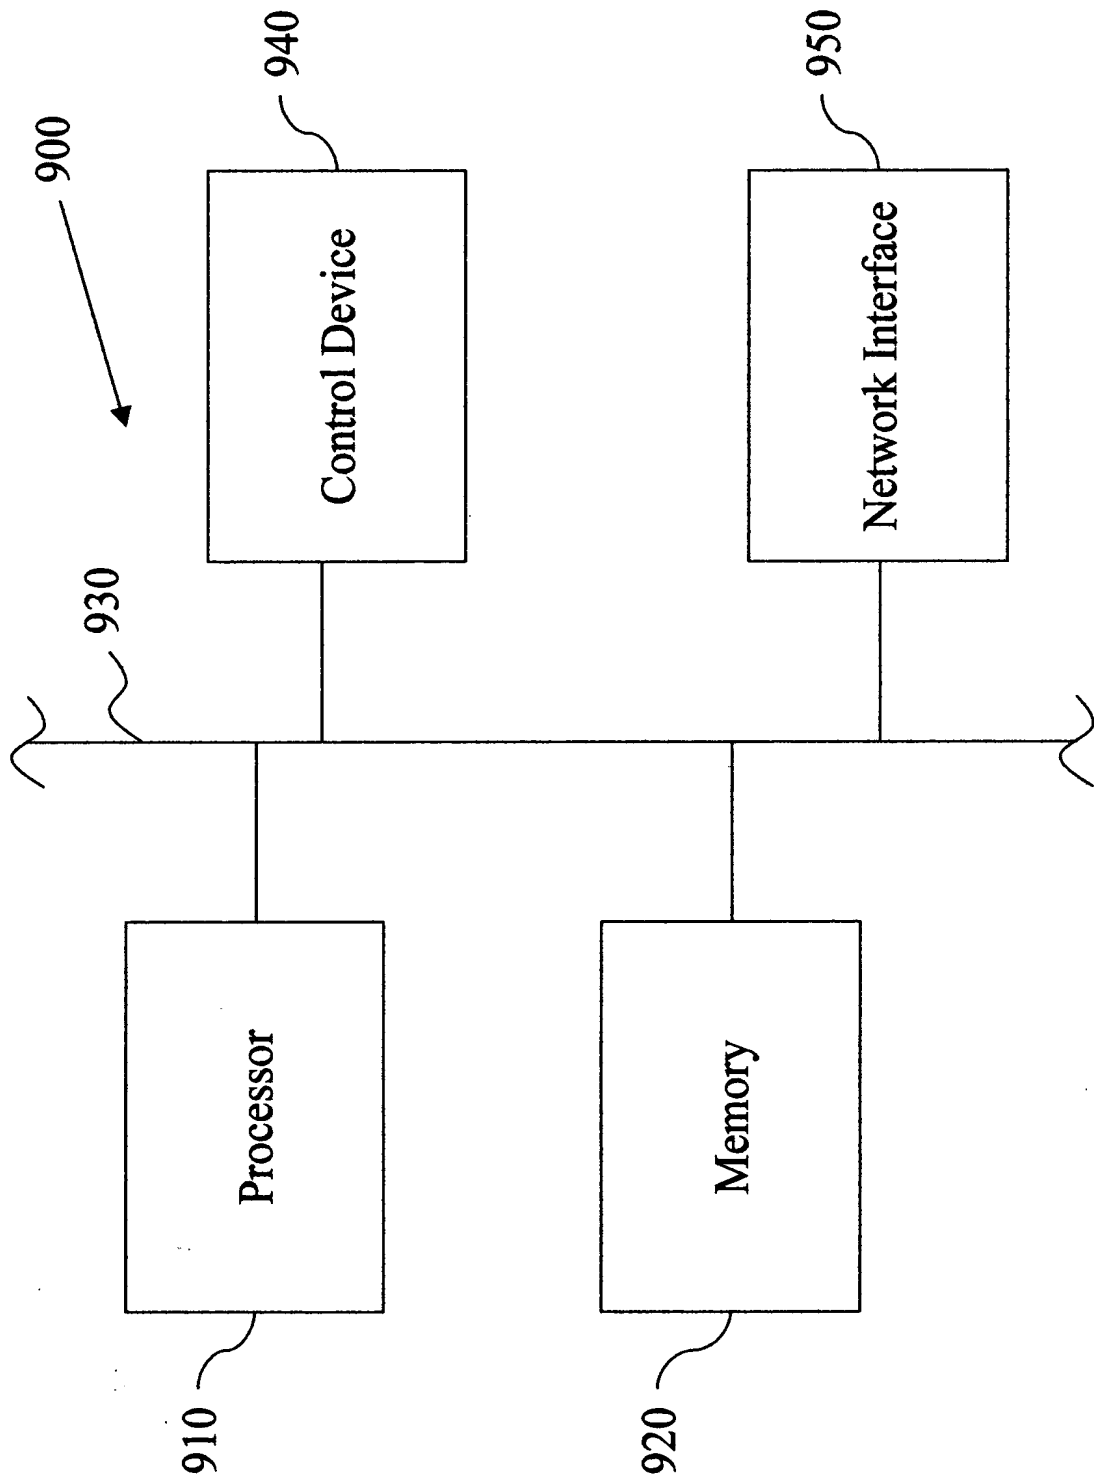 900
930
940
Control Device
950
Network Interface
910
Processor
920
Memory